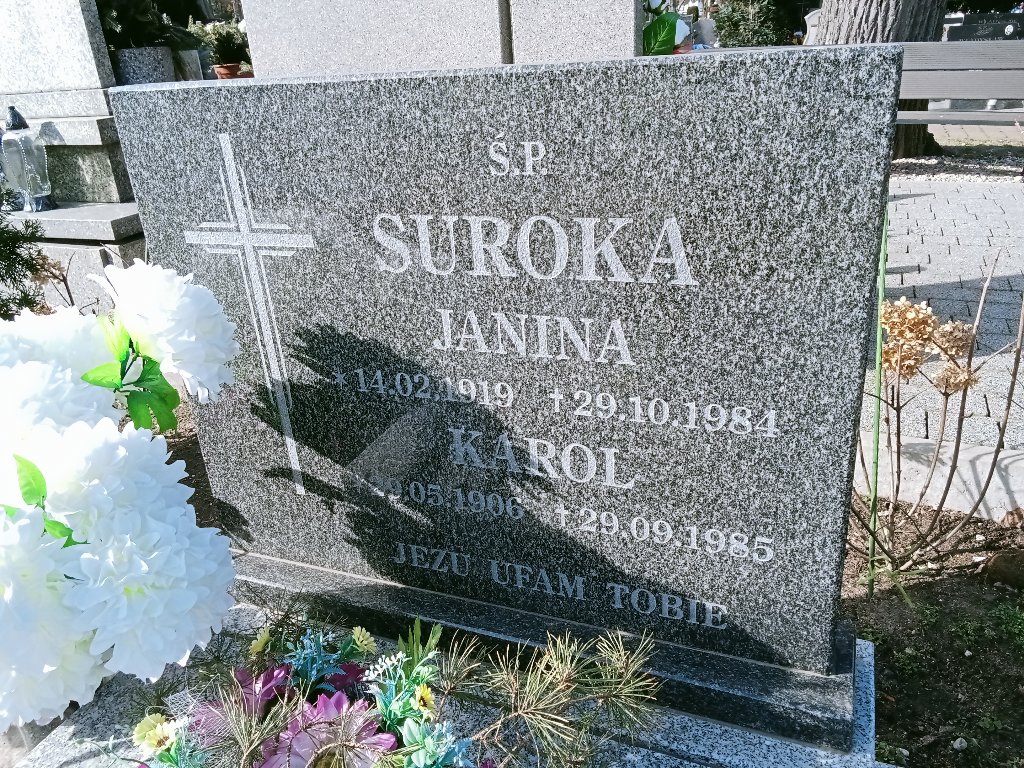 Ś.P.
SUROKA
JANINA
* 14.02.1919 † 29.10.1984
KAROL
† 29.09.1985
JEZU UFAM TOBIE